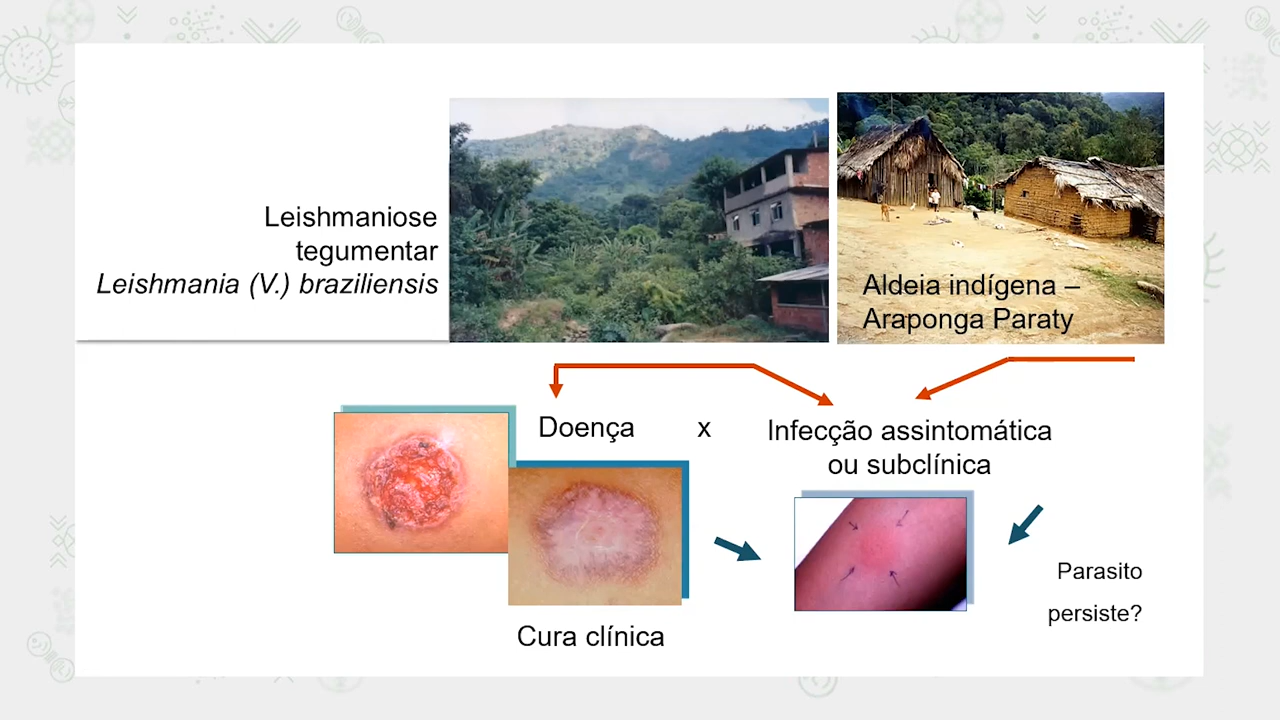 Leishmaniose
tegumentar
Leishmania (V.) braziliensis
Aldeia indígena –
Araponga Paraty
Doença
x
Infecção assintomática
ou subclínica
Parasito
persiste?
Cura clínica